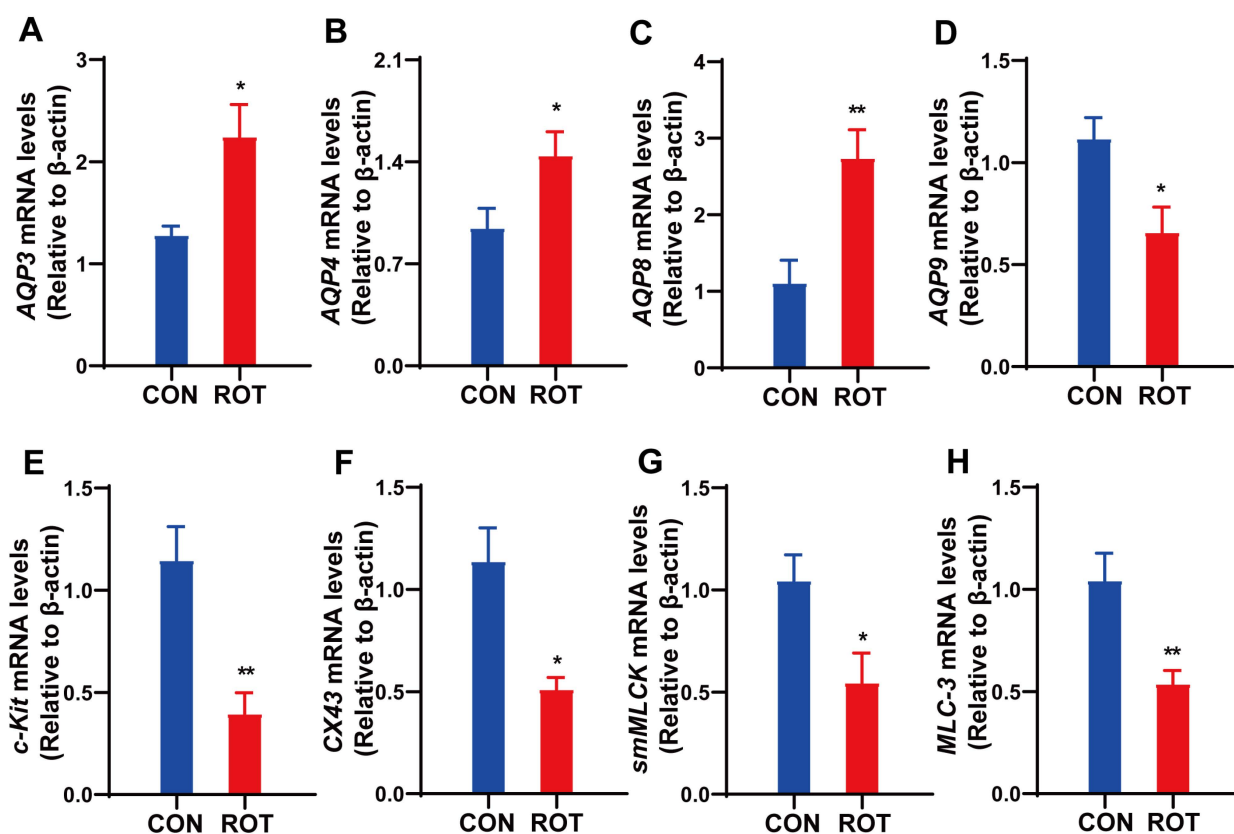 A
AQP3 mRNA levels
(Relative to β-actin)
3
2
1
0
*
CON ROT
B
AQP4 mRNA levels
(Relative to β-actin)
2.1
1.4
0.7
0.0
*
CON ROT
C
AQP8 mRNA levels
(Relative to β-actin)
4
3
2
1
0
**
CON ROT
D
AQP9 mRNA levels
(Relative to β-actin)
1.5
1.0
0.5
0.0
*
CON ROT
E
c-Kit mRNA levels
(Relative to β-actin)
1.5
1.0
0.5
0.0
**
CON ROT
F
CX43 mRNA levels
(Relative to β-actin)
1.5
1.0
0.5
0.0
*
CON ROT
G
smMLCK mRNA levels
(Relative to β-actin)
1.5
1.0
0.5
0.0
*
CON ROT
H
MLC-3 mRNA levels
(Relative to β-actin)
1.5
1.0
0.5
0.0
**
CON ROT